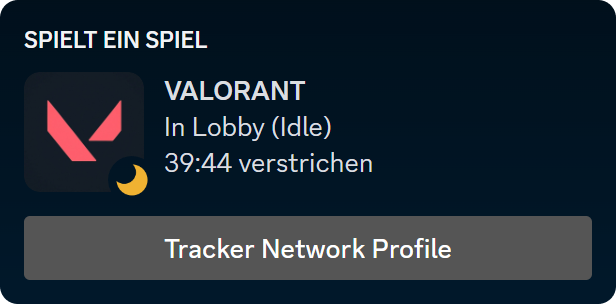 SPIELT EIN SPIEL
VALORANT
In Lobby (Idle)
39:44 verstrichen
Tracker Network Profile